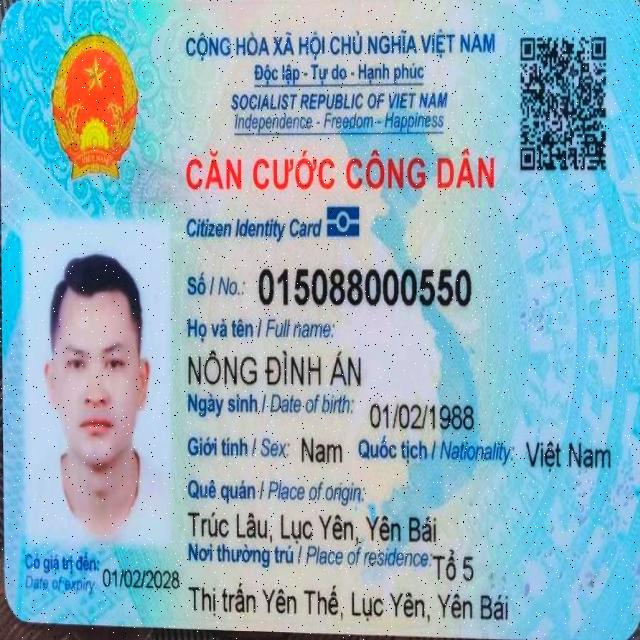 CỘNG HÒA XÃ HỘI CHỦ NGHĨA VIỆT NAM
Độc lập - Tự do - Hạnh phúc
SOCIALIST REPUBLIC OF VIET NAM
Independence - Freedom - Happiness
CĂN CƯỚC CÔNG DÂN
Citizen Identity Card
Số / No.: 015088000550
Họ và tên / Full name:
NÔNG ĐÌNH ÁN
Ngày sinh / Date of birth: 01/02/1988
Giới tính / Sex: Nam Quốc tịch / Nationality: Việt Nam
Quê quán / Place of origin:
Trúc Lâu, Lục Yên, Yên Bái
Nơi thường trú / Place of residence: Tổ 5
Thị trấn Yên Thế, Lục Yên, Yên Bái
Có giá trị đến: 01/02/2028
Date of expiry